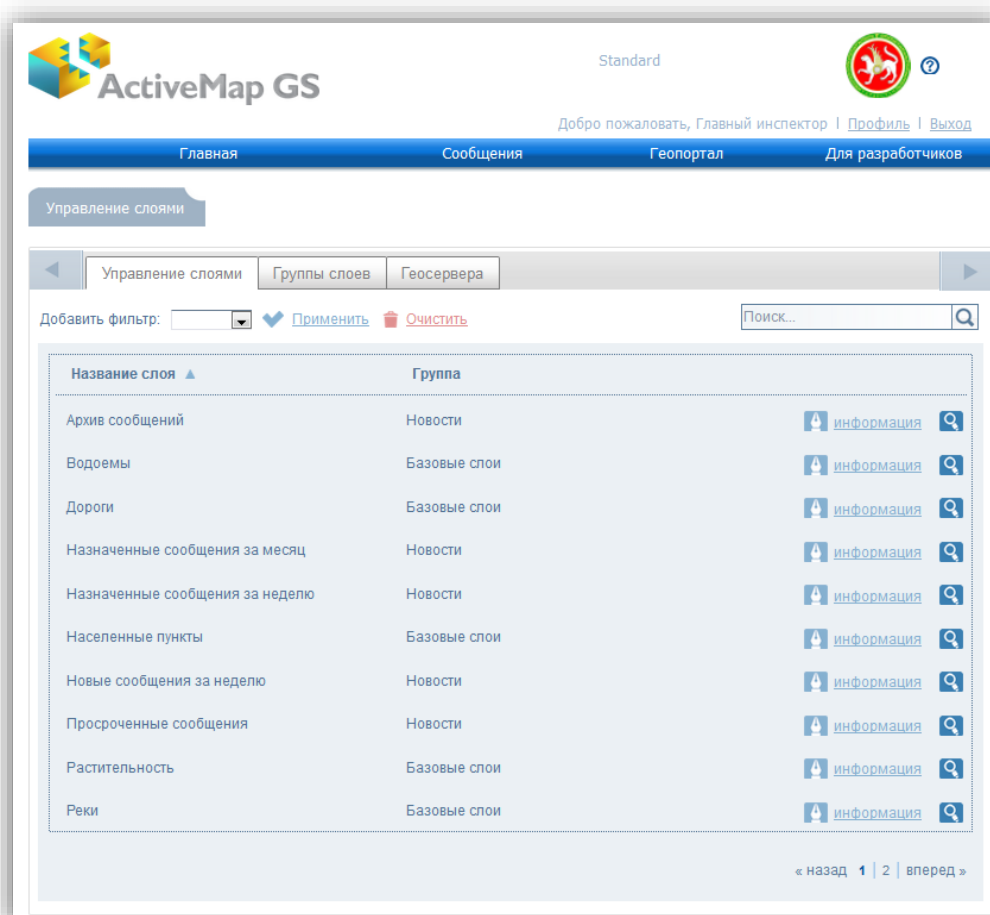 Standard
ActiveMap GS
Добро пожаловать, Главный инспектор | Профиль | Выход
Главная Сообщения Геопортал Для разработчиков
Управление слоями
Управление слоями Группы слоев Геосервера
Добавить фильтр: Применить Очистить Поиск...
Название слоя ▲ Группа
Архив сообщений Новости информация
Водоемы Базовые слои информация
Дороги Базовые слои информация
Назначенные сообщения за месяц Новости информация
Назначенные сообщения за неделю Новости информация
Населенные пункты Базовые слои информация
Новые сообщения за неделю Новости информация
Просроченные сообщения Новости информация
Растительность Базовые слои информация
Реки Базовые слои информация
« назад 1 | 2 | вперед »